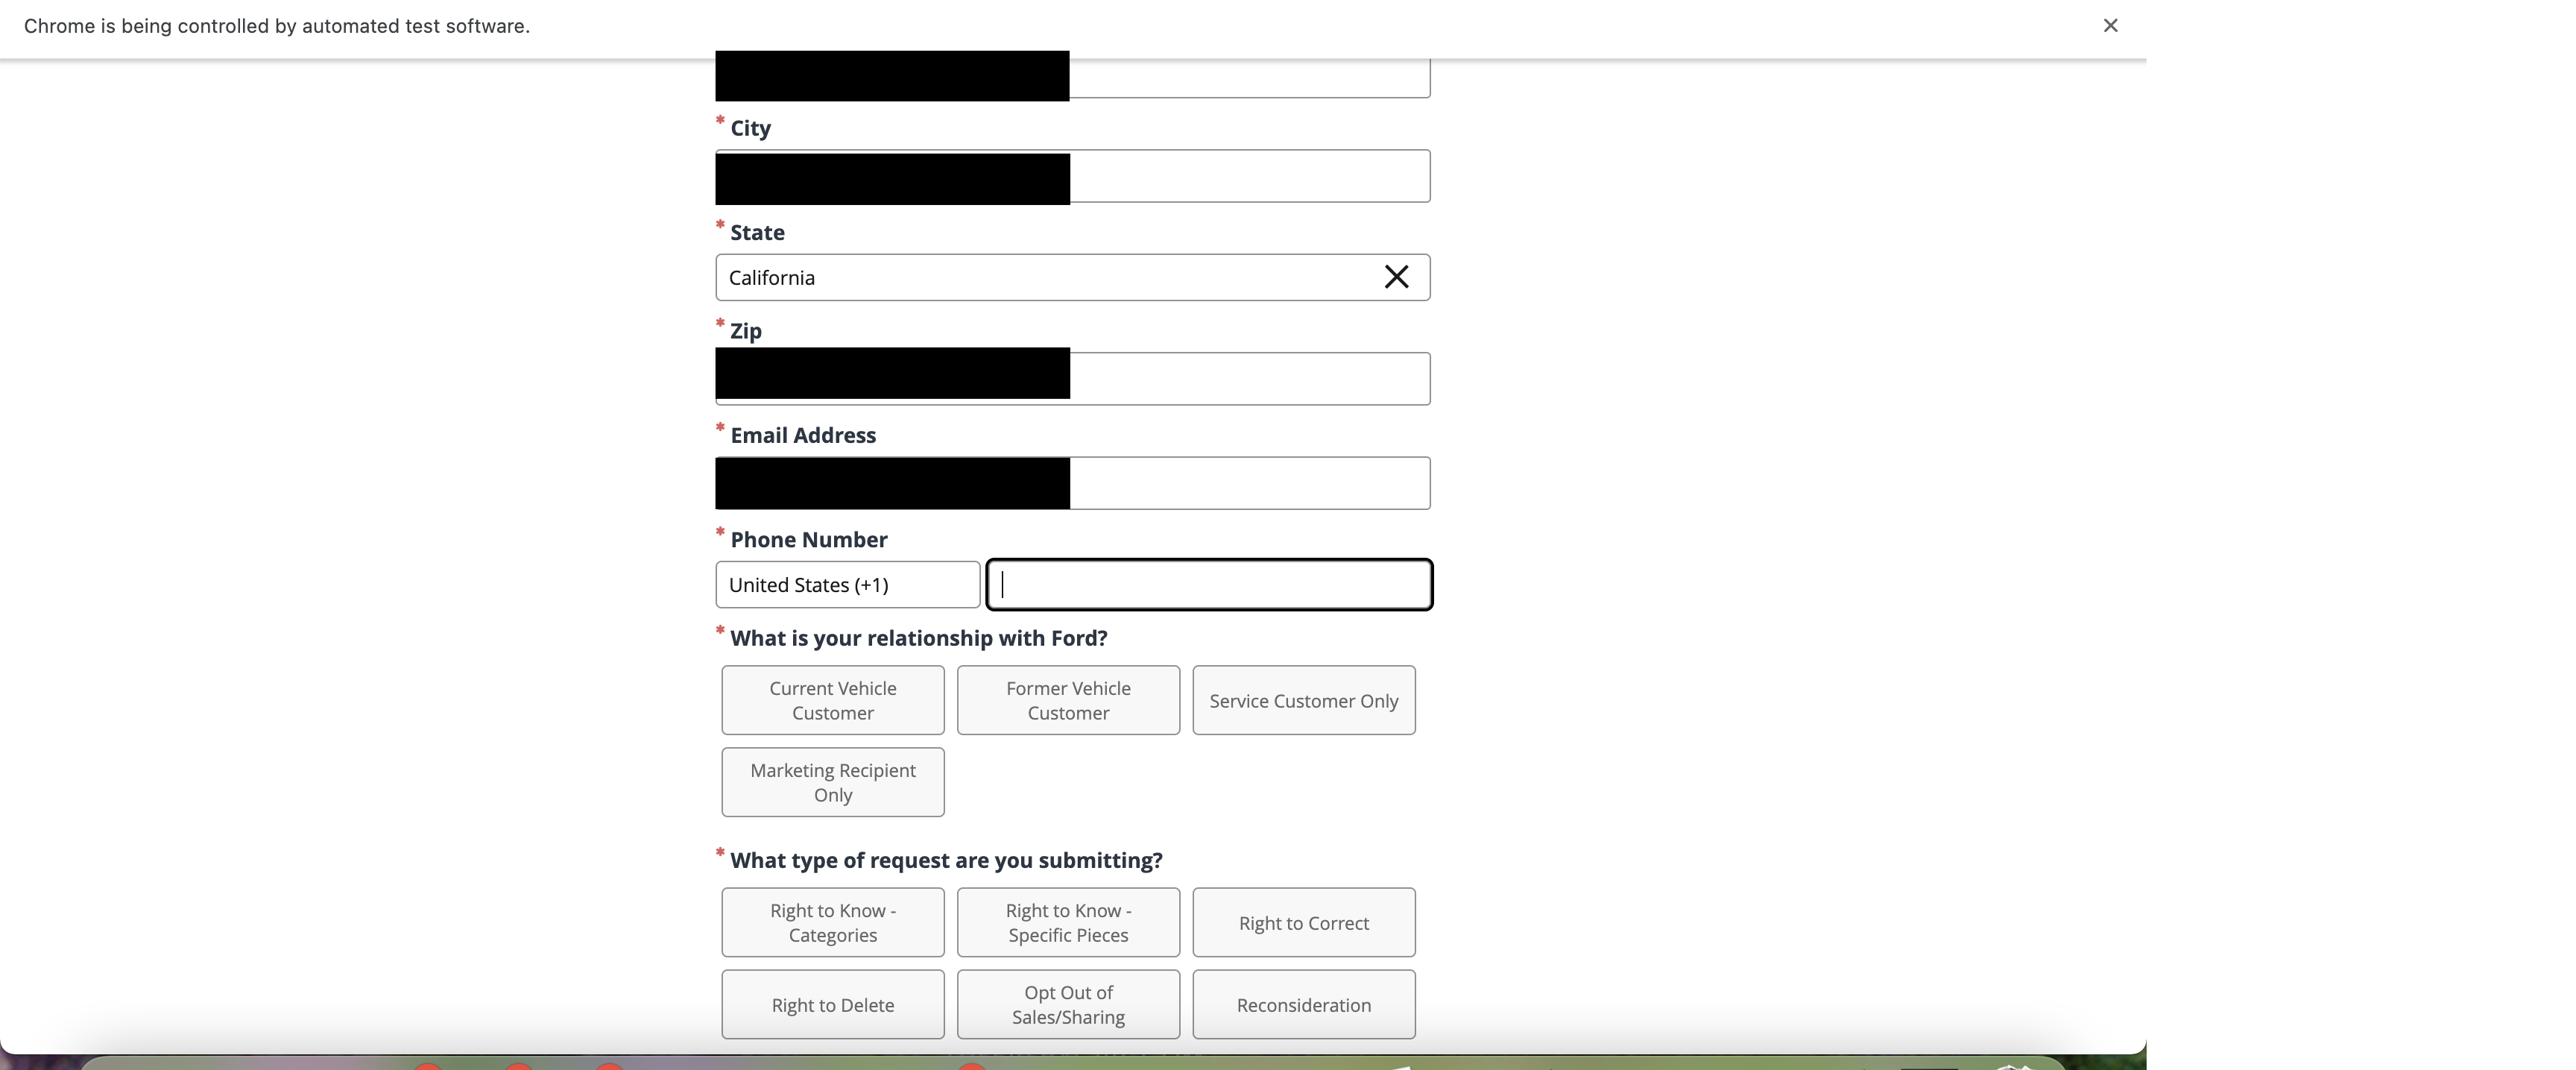 Chrome is being controlled by automated test software.
* City
* State
California
* Zip
* Email Address
* Phone Number
United States (+1)
* What is your relationship with Ford?
Current Vehicle
Customer
Former Vehicle
Customer
Service Customer Only
Marketing Recipient
Only
* What type of request are you submitting?
Right to Know -
Categories
Right to Know -
Specific Pieces
Right to Correct
Right to Delete
Opt Out of
Sales/Sharing
Reconsideration